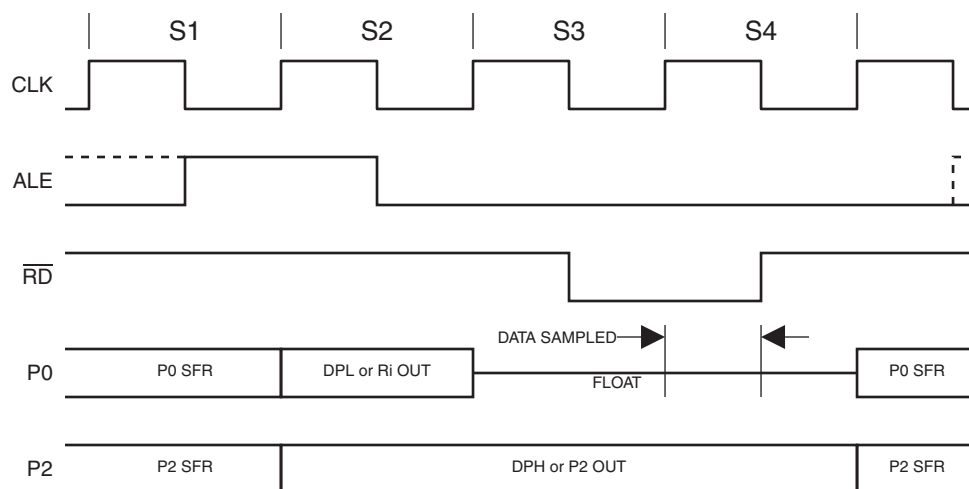 S1 S2 S3 S4
CLK
ALE
RD
DATA SAMPLED
P0 P0 SFR DPL or Ri OUT FLOAT P0 SFR
P2 P2 SFR DPH or P2 OUT P2 SFR